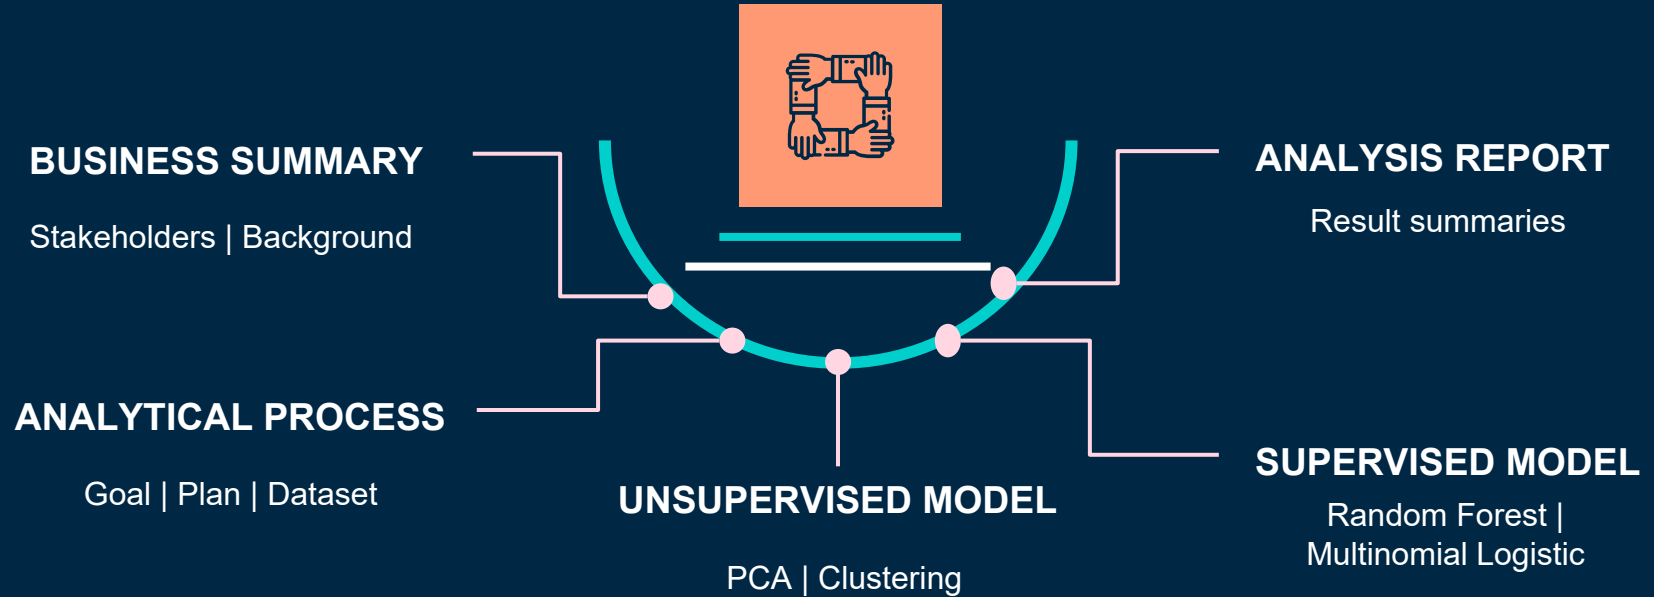 BUSINESS SUMMARY
Stakeholders | Background
ANALYTICAL PROCESS
Goal | Plan | Dataset
UNSUPERVISED MODEL
PCA | Clustering
SUPERVISED MODEL
Random Forest |
Multinomial Logistic
ANALYSIS REPORT
Result summaries